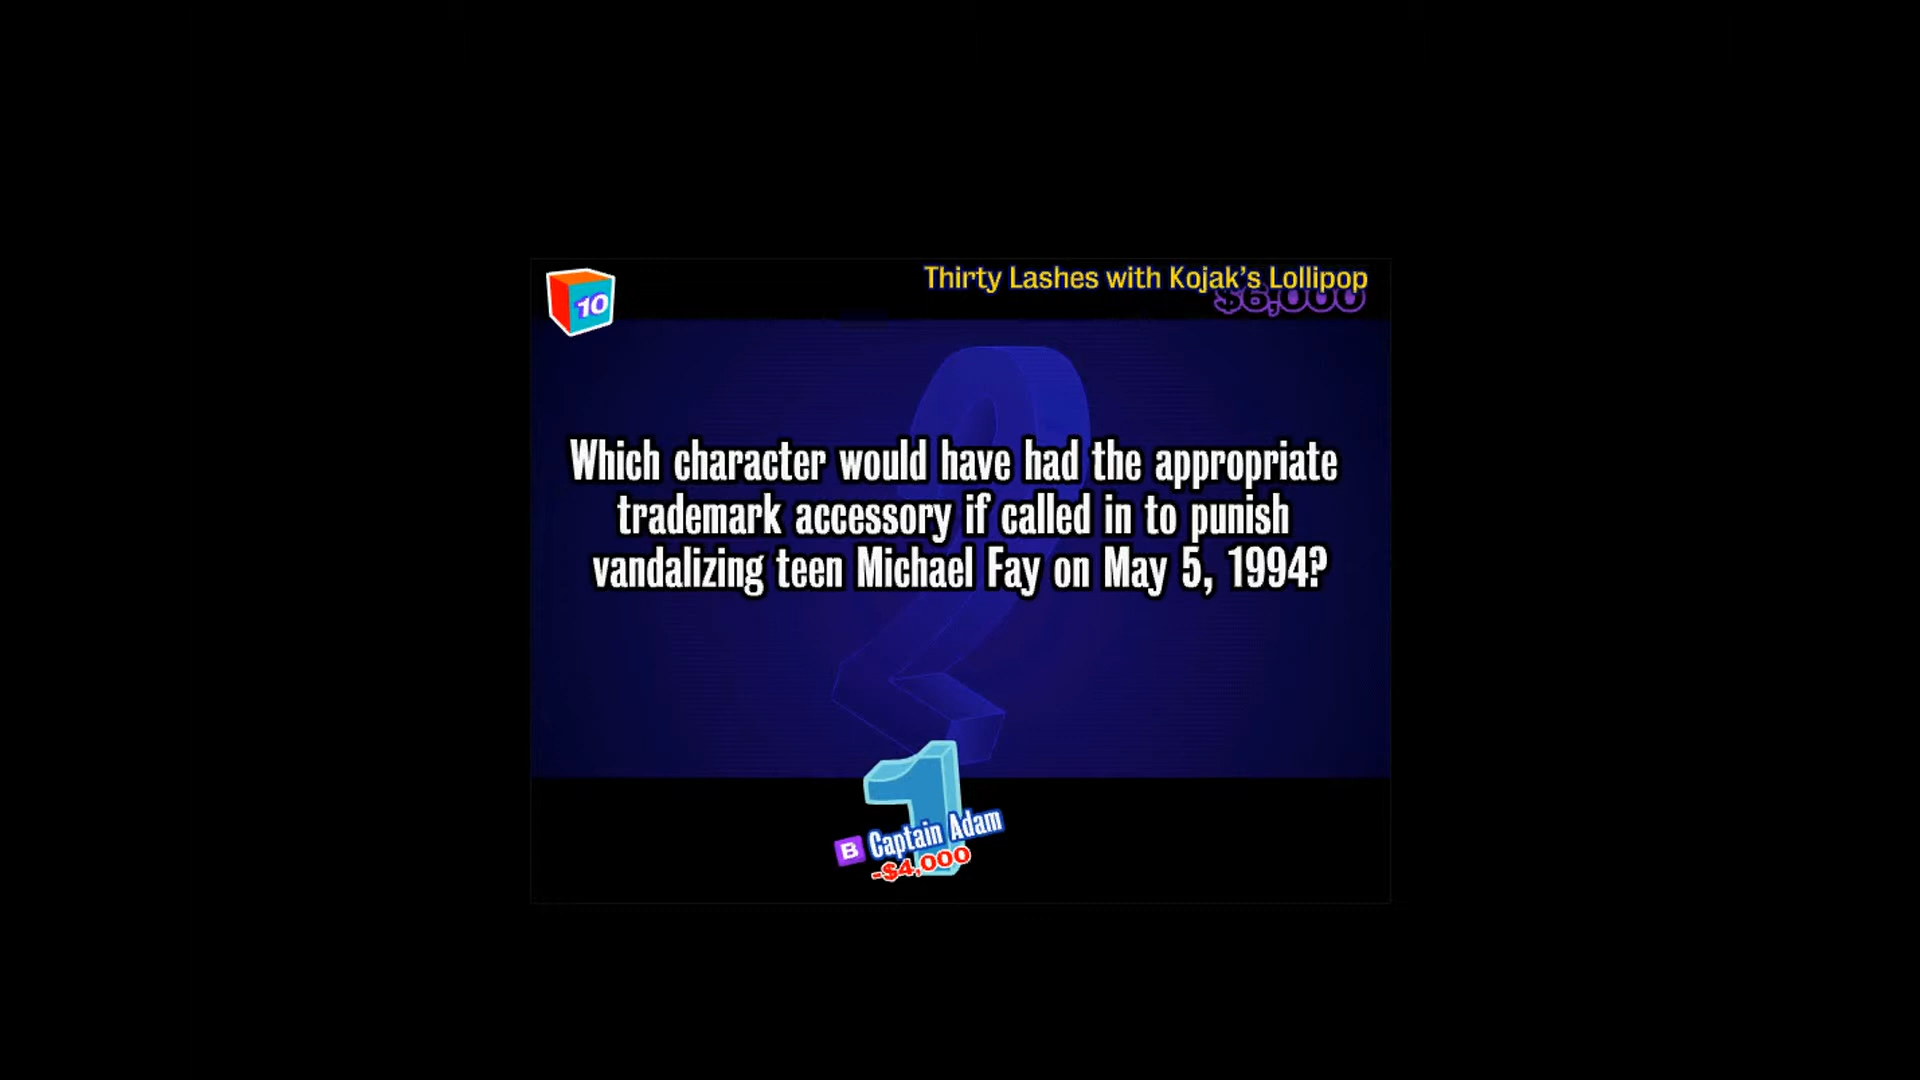 10
Thirty Lashes with Kojak's Lollipop
$6,000
Which character would have had the appropriate
trademark accessory if called in to punish
vandalizing teen Michael Fay on May 5, 1994?
1
B Captain Adam
-$4,000